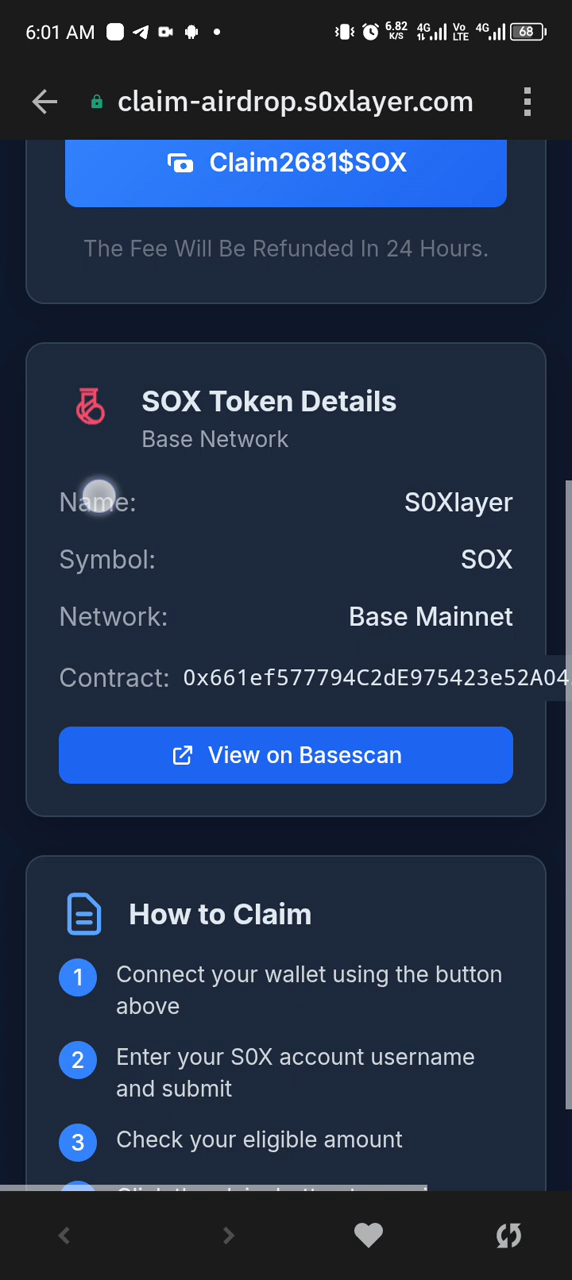 6:01 AM
6.82 K/S 4G Vo LTE 4G 68
claim-airdrop.s0xlayer.com
Claim2681$SOX
The Fee Will Be Refunded In 24 Hours.
SOX Token Details
Base Network
Name: S0Xlayer
Symbol: SOX
Network: Base Mainnet
Contract: 0x661ef577794C2dE975423e52A04
View on Basescan
How to Claim
1 Connect your wallet using the button
above
2 Enter your S0X account username
and submit
3 Check your eligible amount